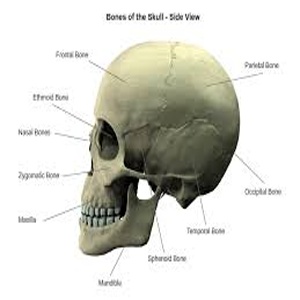 Bones of the Skull - Side View
Frontal Bone
Parietal Bone
Ethmoid Bone
Nasal Bones
Zygomatic Bone
Maxilla
Occipital Bone
Temporal Bone
Sphenoid Bone
Mandible